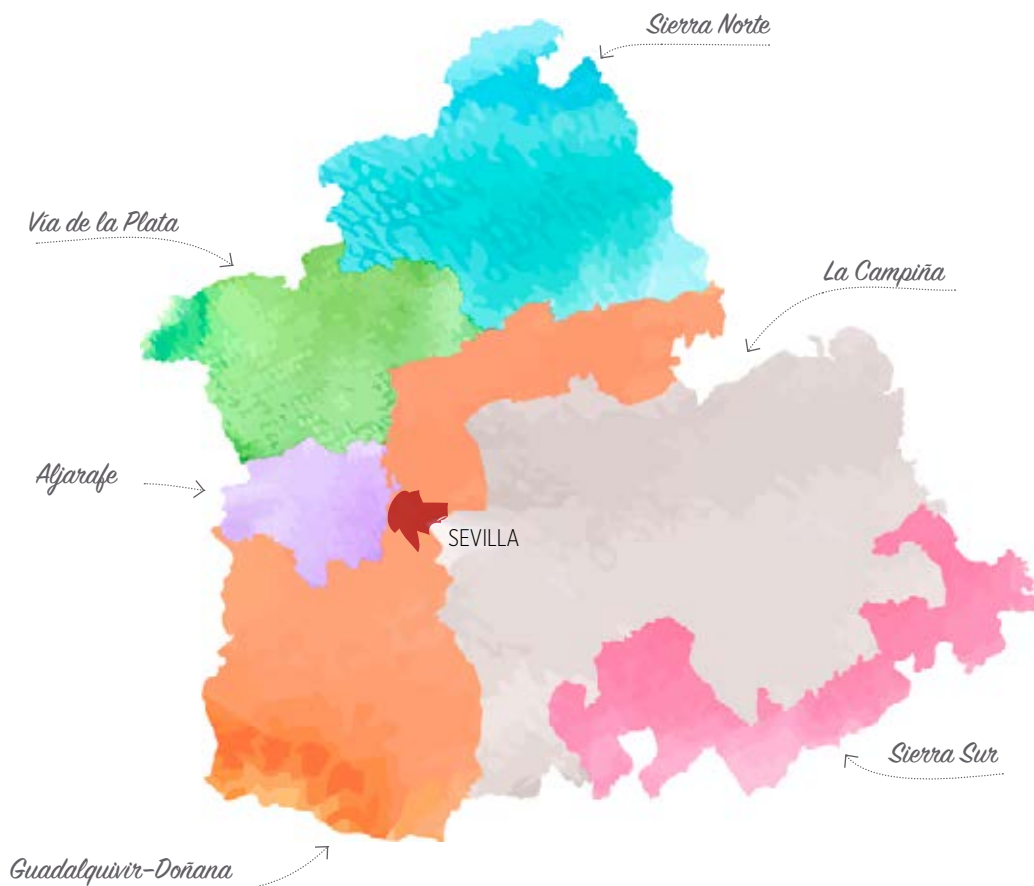 Sierra Norte
Vía de la Plata
La Campiña
Aljarafe
SEVILLA
Sierra Sur
Guadalquivir-Doñana